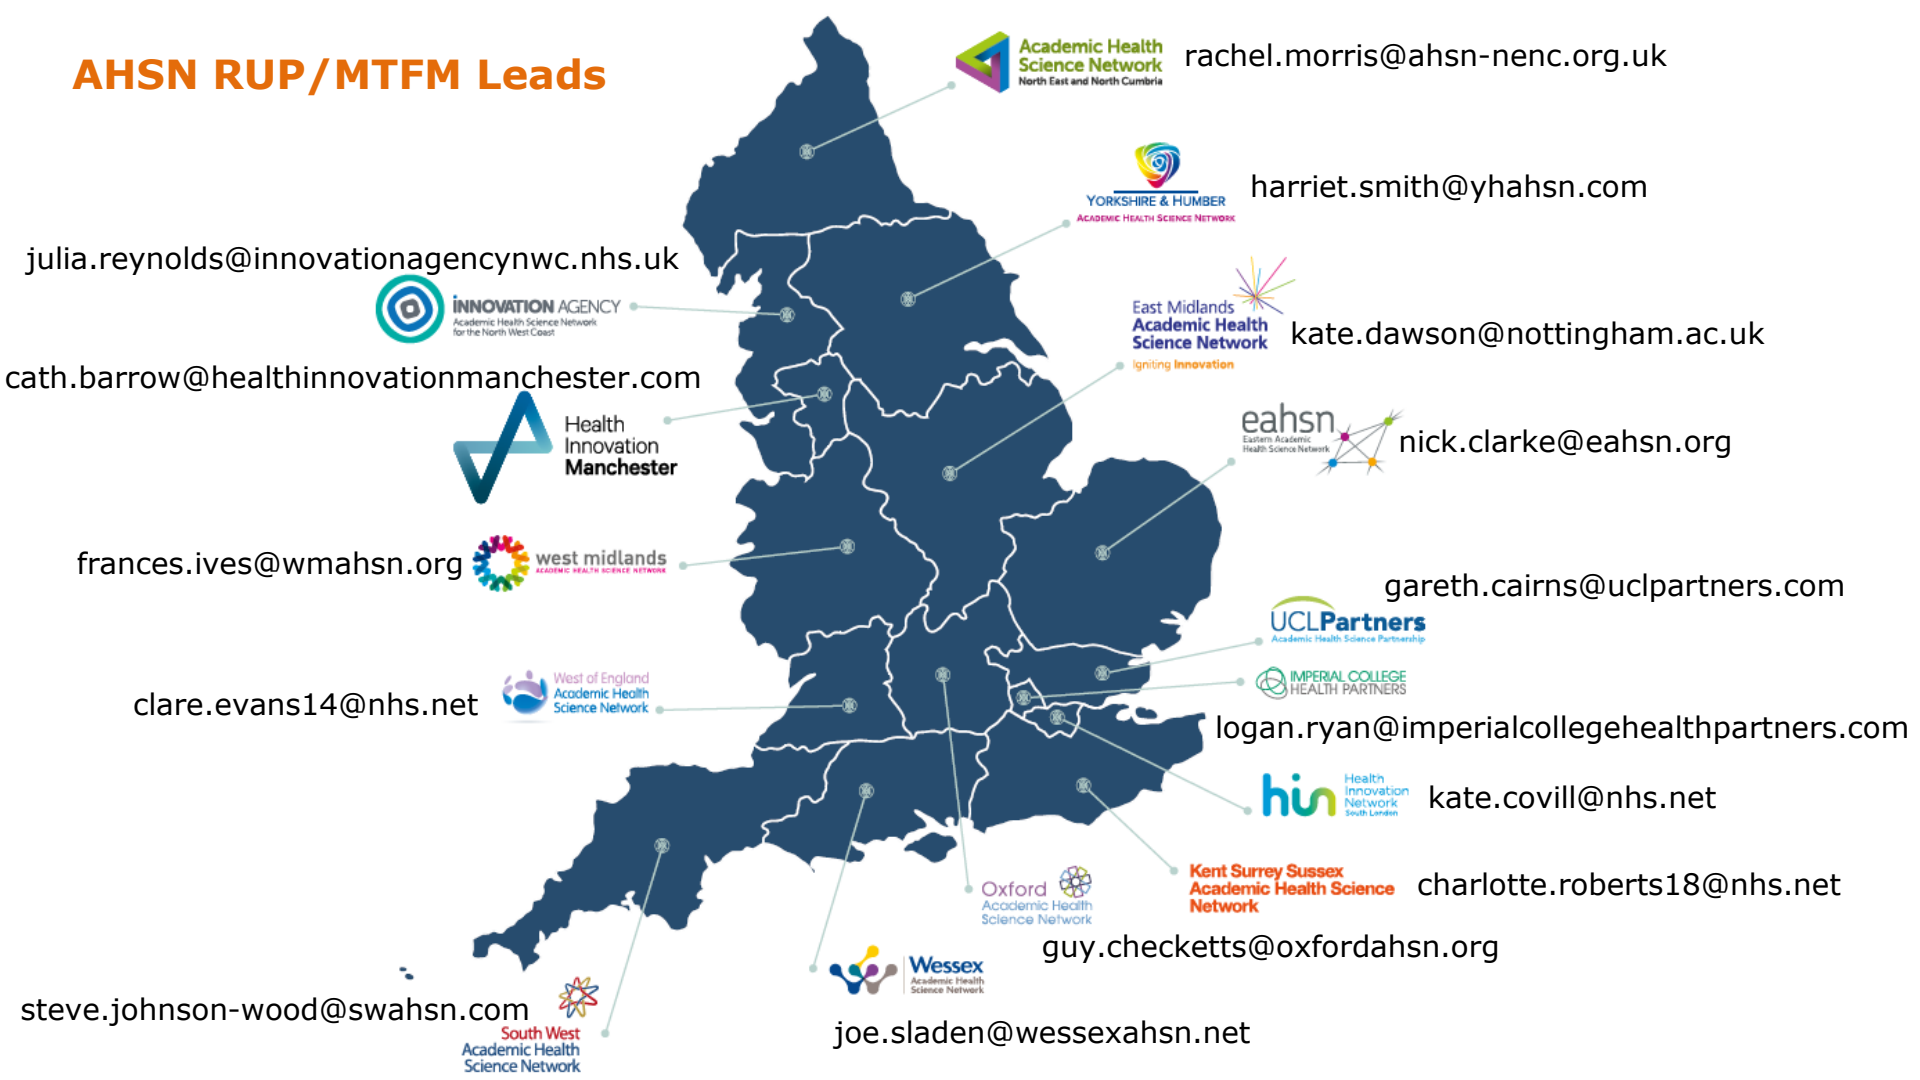 AHSN RUP/MTFM Leads
Academic Health
Science Network
North East and North Cumbria
rachel.morris@ahsn-nenc.org.uk
YORKSHIRE & HUMBER
ACADEMIC HEALTH SCIENCE NETWORK
harriet.smith@yhahsn.com
julia.reynolds@innovationagencynwc.nhs.uk
iNNOVATION AGENCY
Academic Health Science Network
for the North West Coast
East Midlands
Academic Health
Science Network
Igniting Innovation
kate.dawson@nottingham.ac.uk
cath.barrow@healthinnovationmanchester.com
Health
Innovation
Manchester
eahsn
Eastern Academic
Health Science Network
nick.clarke@eahsn.org
frances.ives@wmahsn.org
west midlands
ACADEMIC HEALTH SCIENCE NETWORK
gareth.cairns@uclpartners.com
UCLPartners
Academic Health Science Partnership
clare.evans14@nhs.net
West of England
Academic Health
Science Network
IMPERIAL COLLEGE
HEALTH PARTNERS
logan.ryan@imperialcollegehealthpartners.com
hin
Health
Innovation
Network
South London
kate.covill@nhs.net
Kent Surrey Sussex
Academic Health Science
Network
charlotte.roberts18@nhs.net
Oxford
Academic Health
Science Network
guy.checketts@oxfordahsn.org
Wessex
Academic Health
Science Network
joe.sladen@wessexahsn.net
steve.johnson-wood@swahsn.com
South West
Academic Health
Science Network